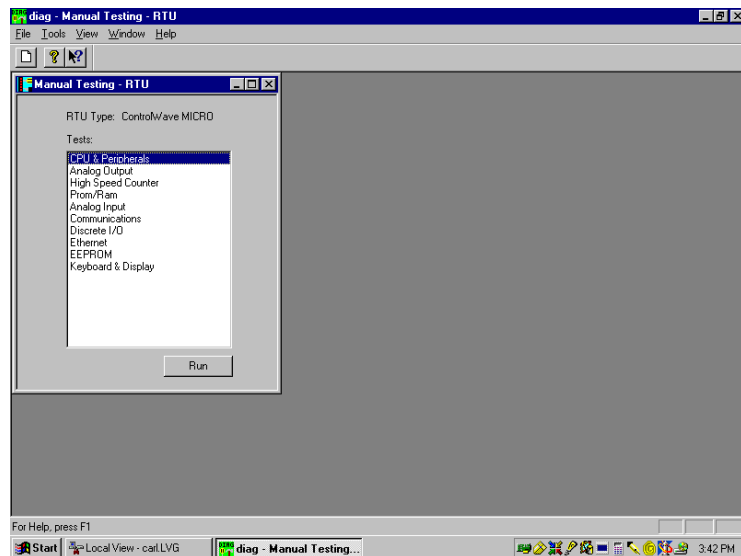 diag - Manual Testing - RTU
File Tools View Window Help
Manual Testing - RTU
RTU Type: ControlWave MICRO
Tests:
CPU & Peripherals
Analog Output
High Speed Counter
Prom/Ram
Analog Input
Communications
Discrete I/O
Ethernet
EEPROM
Keyboard & Display
Run
For Help, press F1
Start
Local View - carl.LVG
diag - Manual Testing...
3:42 PM